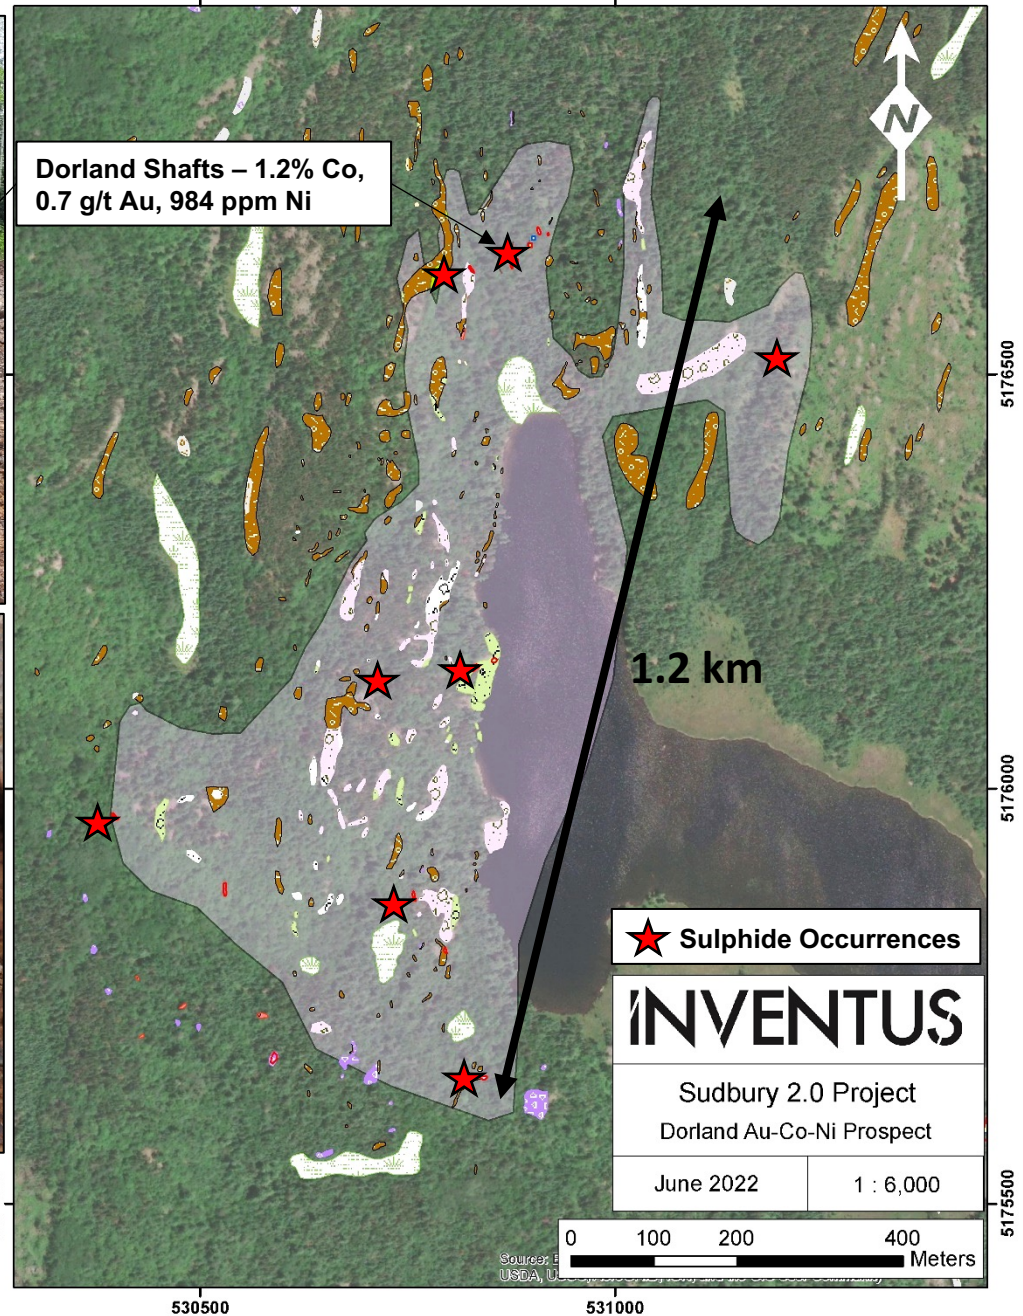 N
Dorland Shafts – 1.2% Co,
0.7 g/t Au, 984 ppm Ni
5176500
1.2 km
5176000
Sulphide Occurrences
INVENTUS
Sudbury 2.0 Project
Dorland Au-Co-Ni Prospect
June 2022
1 : 6,000
5175500
0 100 200 400
Meters
Source:
USDA,
530500
531000